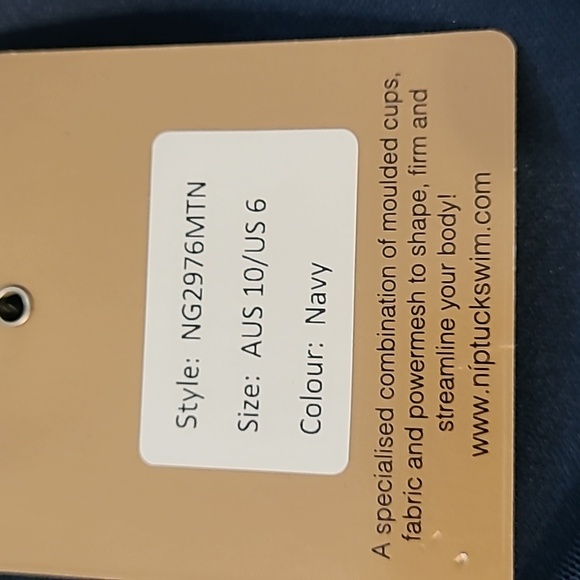 Style: NG2976MTN
Size: AUS 10/US 6
Colour: Navy
A specialised combination of moulded cups,
fabric and powermesh to shape, firm and
streamline your body!
www.niptuckswim.com